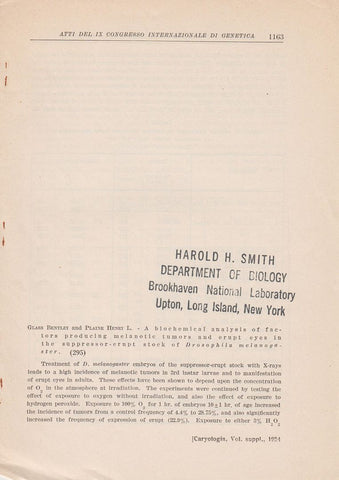 ATTI DEL IX CONGRESSO INTERNAZIONALE DI GENETICA 1163
HAROLD H. SMITH
DEPARTMENT OF BIOLOGY
Brookhaven National Laboratory
Upton, Long Island, New York
GLASS BENTLEY and PLAINE HENRY L. - A biochemical analysis of fac-
tors producing melanotic tumors and erupt eyes in
the suppressor-erupt stock of Drosophila melanoga-
ster. (295)
Treatment of D. melanogaster embryos of the suppressor-erupt stock with X-rays
leads to a high incidence of melanotic tumors in 3rd instar larvae and to manifestation
of erupt eyes in adults. These effects have been shown to depend upon the concentration
of O₂ in the atmosphere at irradiation. The experiments were continued by testing the
effect of exposure to oxygen without irradiation, and also the effect of exposure to
hydrogen peroxide. Exposure to 100% O₂ for 1 hr. of embryos 10±1 hr. of age increased
the incidence of tumors from a control frequency of 4.4% to 28.75%, and also significantly
increased the frequency of expression of erupt (22.9%). Exposure to either 3% H₂O₂
[Caryologia, Vol. suppl., 1954